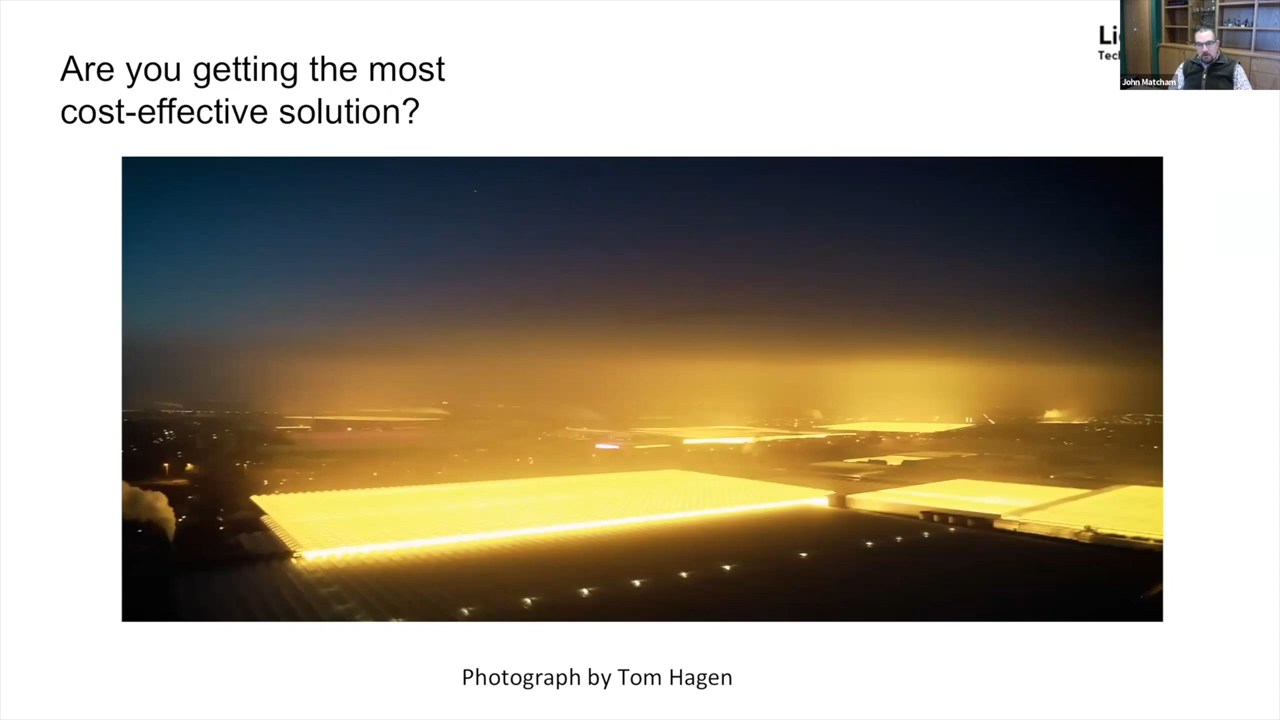 Are you getting the most
cost-effective solution?
John Matcham
Photograph by Tom Hagen